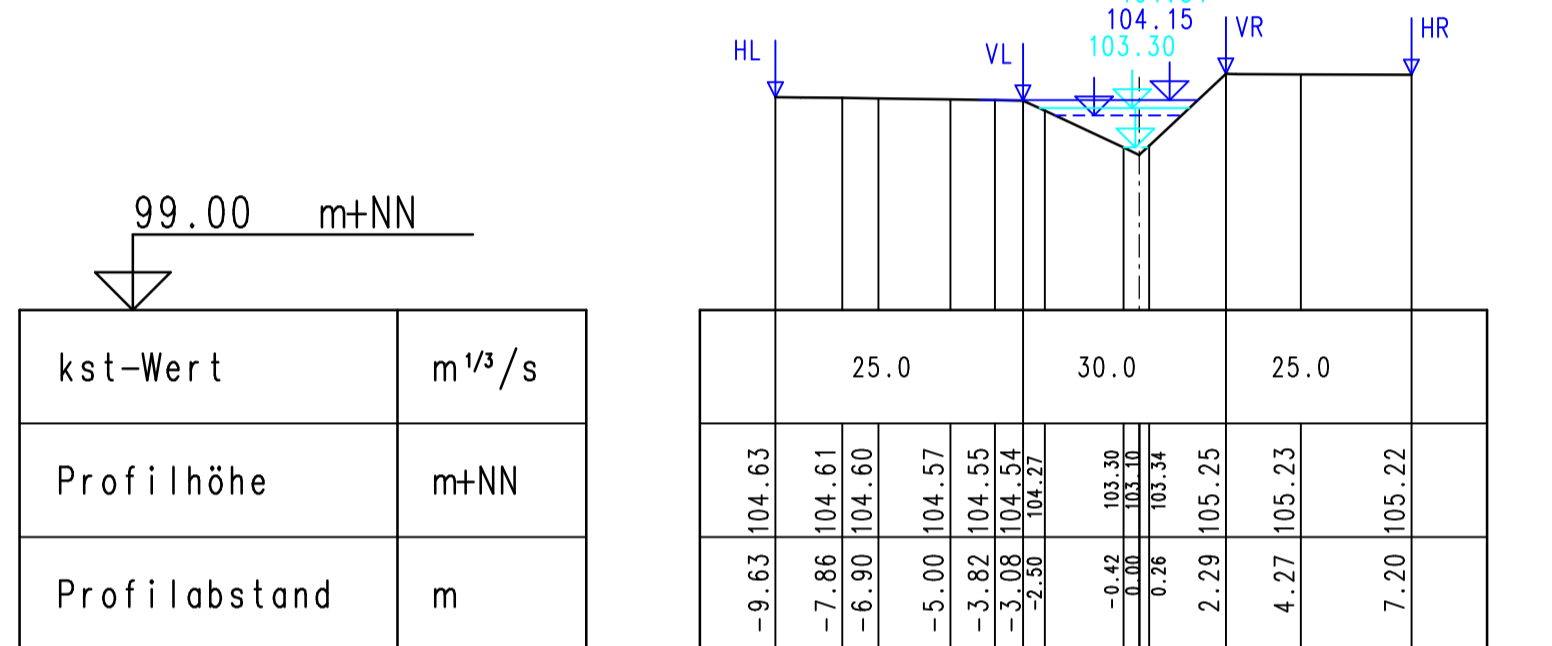 104.15
103.30
HL
VL
VR
HR
99.00 m+NN
kst-Wert m¹/³/s 25.0 30.0 25.0
Profilhöhe m+NN 104.63 104.61 104.60 104.57 104.55 104.54 104.27 103.30 103.10 103.34 105.25 105.23 105.22
Profilabstand m -9.63 -7.86 -6.90 -5.00 -3.82 -3.08 -2.50 -0.42 0.00 0.26 2.29 4.27 7.20